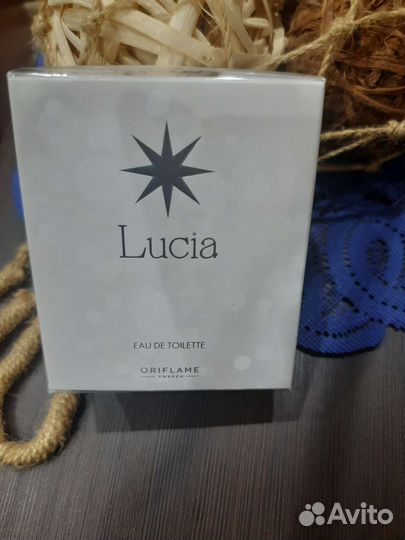 Lucia
EAU DE TOILETTE
ORIFLAME
SWEDEN
Avito